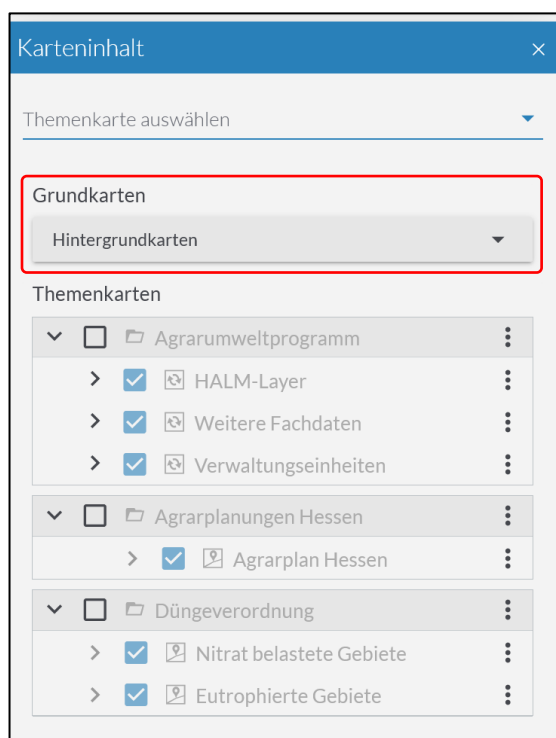 Karteninhalt
Themenkarte auswählen
Grundkarten
Hintergrundkarten
Themenkarten
Agrarumweltprogramm
HALM-Layer
Weitere Fachdaten
Verwaltungseinheiten
Agrarplanungen Hessen
Agrarplan Hessen
Düngeverordnung
Nitrat belastete Gebiete
Eutrophierte Gebiete